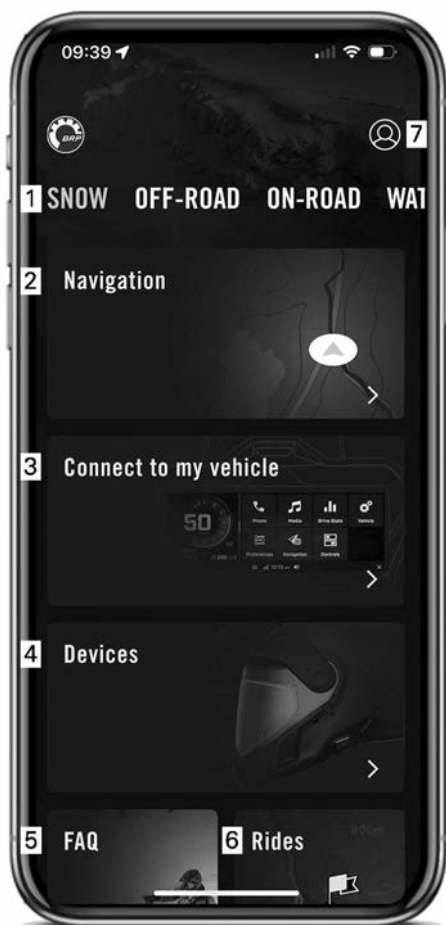 09:39
BRP
7
1 SNOW OFF-ROAD ON-ROAD WAT
2 Navigation
3 Connect to my vehicle
50
Phone Media Drive Stats Vehicle
Preferences Navigation Controls
4 Devices
5 FAQ
6 Rides
800m